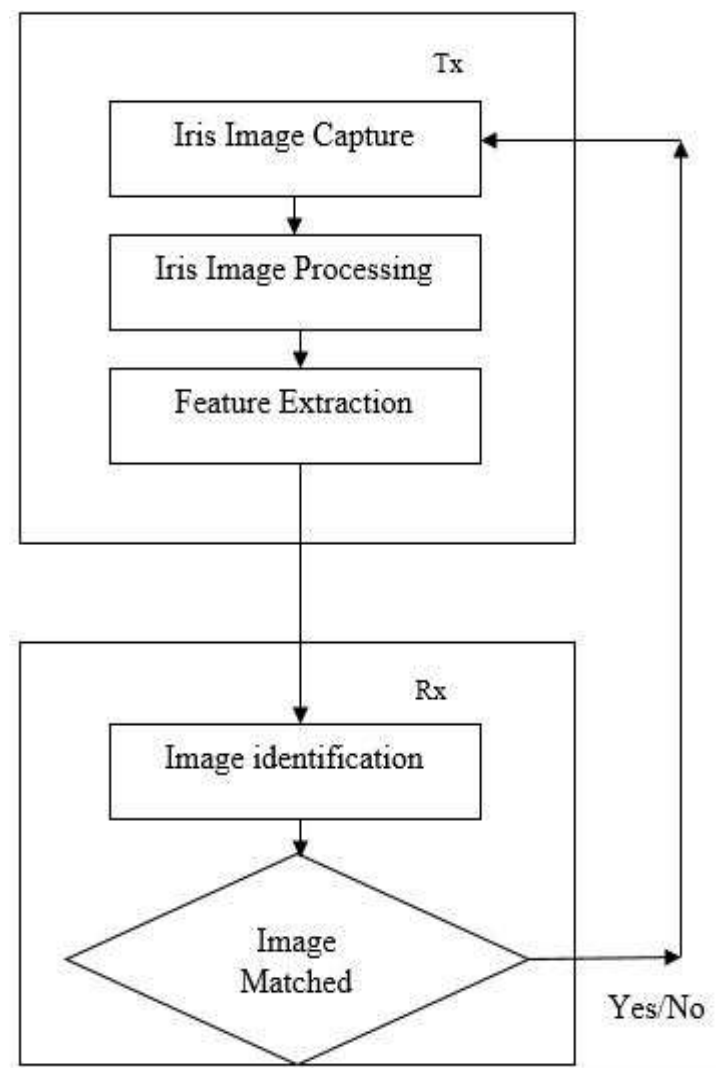 Tx
Iris Image Capture
Iris Image Processing
Feature Extraction
Rx
Image identification
Image
Matched
Yes/No